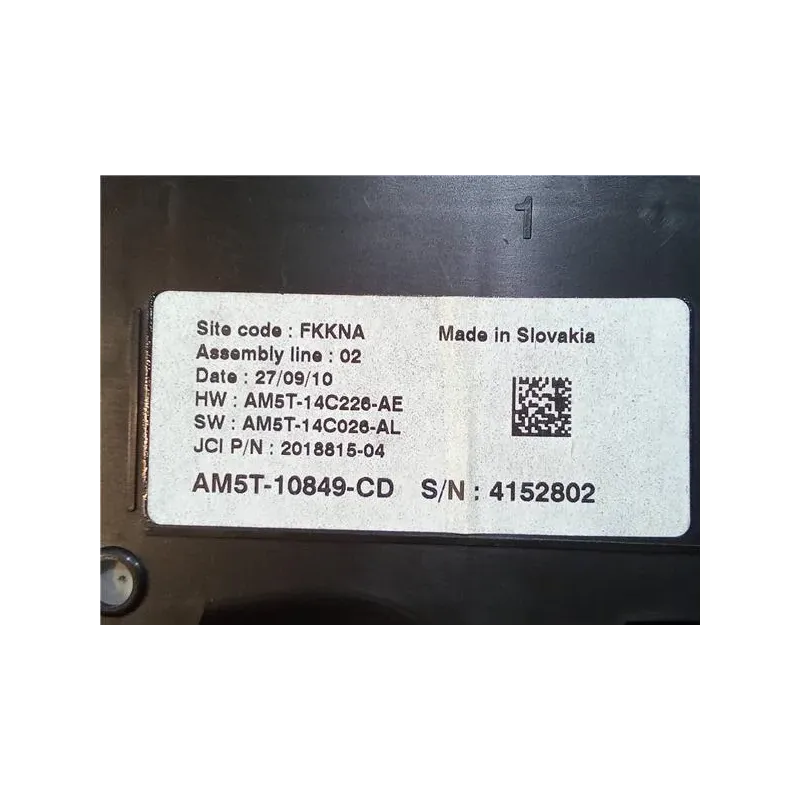 1
Site code : FKKNA
Made in Slovakia
Assembly line : 02
Date : 27/09/10
HW : AM5T-14C226-AE
SW : AM5T-14C026-AL
JCI P/N : 2018815-04
AM5T-10849-CD S/N : 4152802